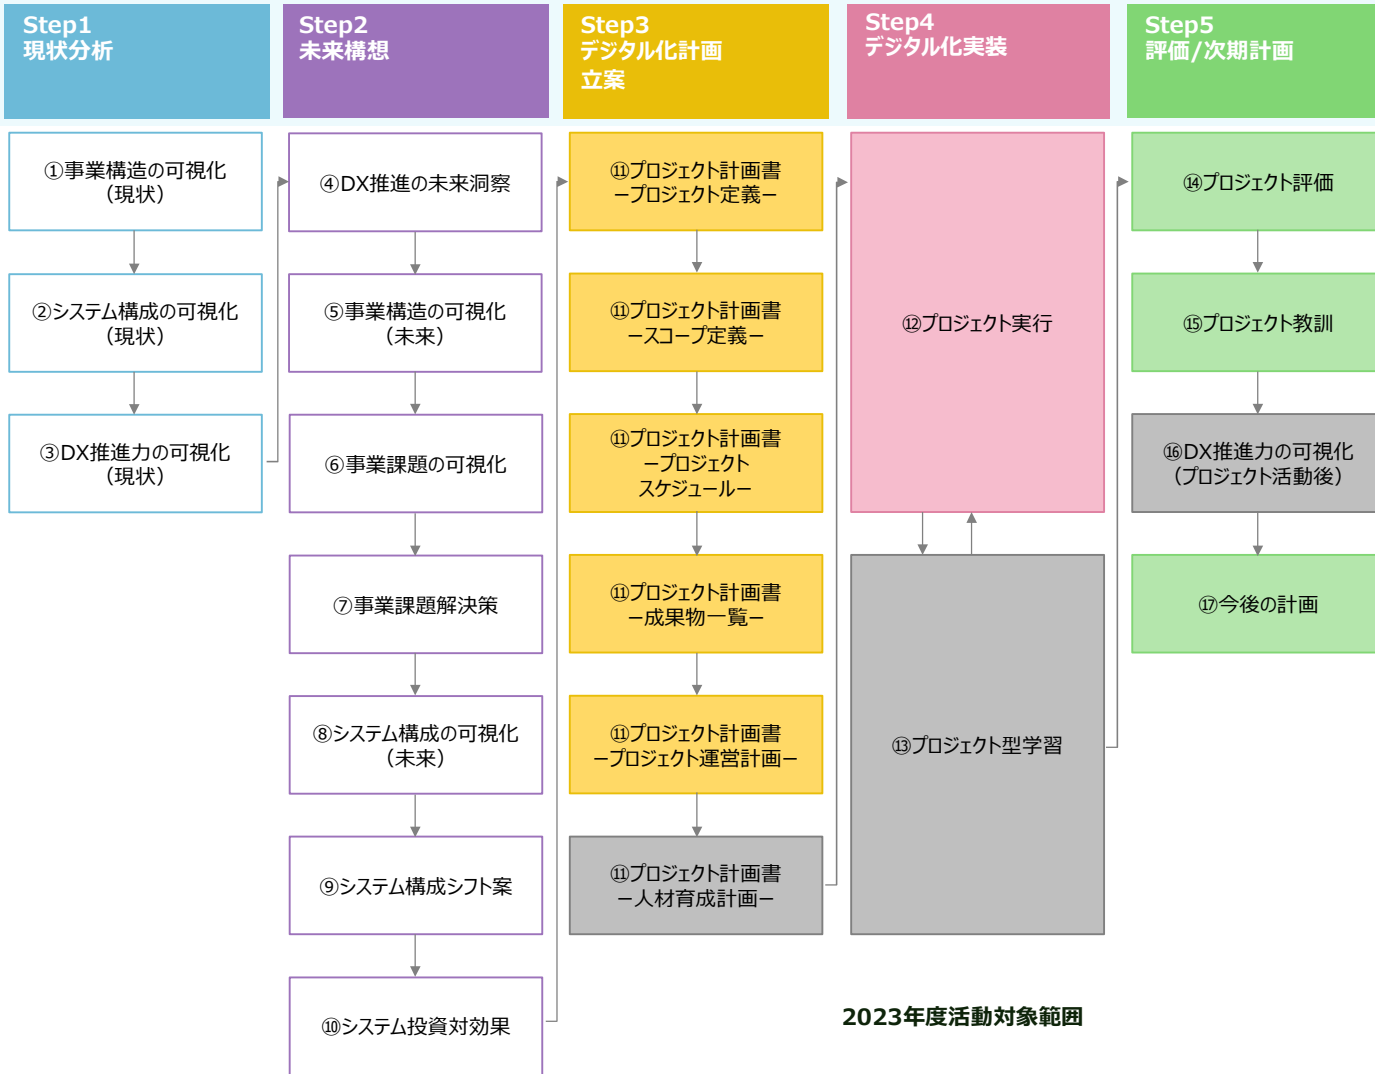 Step1
現状分析
Step2
未来構想
Step3
デジタル化計画
立案
Step4
デジタル化実装
Step5
評価/次期計画
①事業構造の可視化
(現状)
②システム構成の可視化
(現状)
③DX推進力の可視化
(現状)
④DX推進の未来洞察
⑤事業構造の可視化
(未来)
⑥事業課題の可視化
⑦事業課題解決策
⑧システム構成の可視化
(未来)
⑨システム構成シフト案
⑩システム投資対効果
⑪プロジェクト計画書
ープロジェクト定義ー
⑪プロジェクト計画書
ースコープ定義ー
⑪プロジェクト計画書
ープロジェクト
スケジュールー
⑪プロジェクト計画書
ー成果物一覧ー
⑪プロジェクト計画書
ープロジェクト運営計画ー
⑪プロジェクト計画書
ー人材育成計画ー
⑫プロジェクト実行
⑬プロジェクト型学習
⑭プロジェクト評価
⑮プロジェクト教訓
⑯DX推進力の可視化
(プロジェクト活動後)
⑰今後の計画
2023年度活動対象範囲